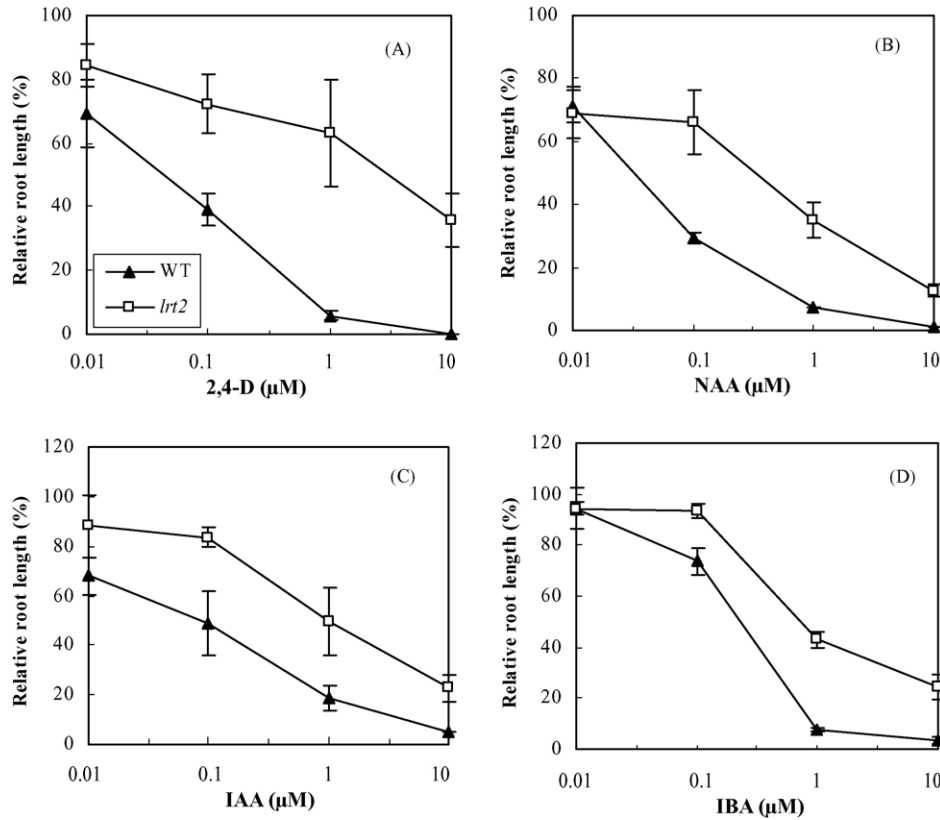 (A)
Relative root length (%)
100
80
60
40
20
0
WT
lrt2
0.01 0.1 1 10
2,4-D (µM)
(B)
Relative root length (%)
100
80
60
40
20
0
0.01 0.1 1 10
NAA (µM)
(C)
Relative root length (%)
120
100
80
60
40
20
0
0.01 0.1 1 10
IAA (µM)
(D)
Relative root length (%)
120
100
80
60
40
20
0
0.01 0.1 1 10
IBA (µM)